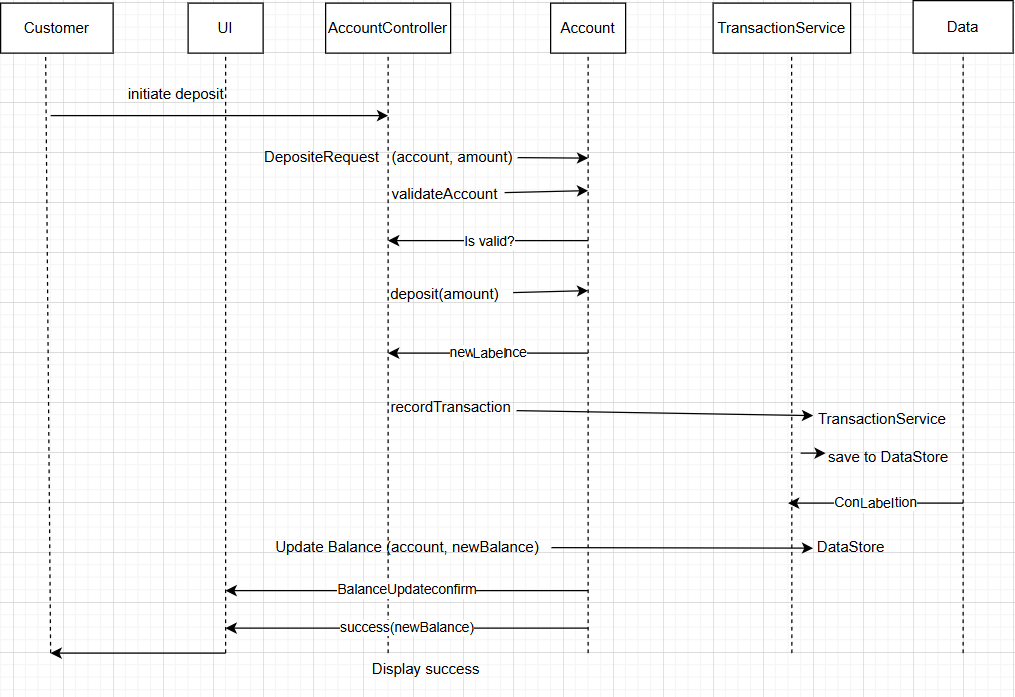 Customer
UI
AccountController
Account
TransactionService
Data
initiate deposit
DepositeRequest (account, amount)
validateAccount
Is valid?
deposit(amount)
newLabelnce
recordTransaction
TransactionService
save to DataStore
ConLabeltion
Update Balance (account, newBalance)
DataStore
BalanceUpdateconfirm
success(newBalance)
Display success